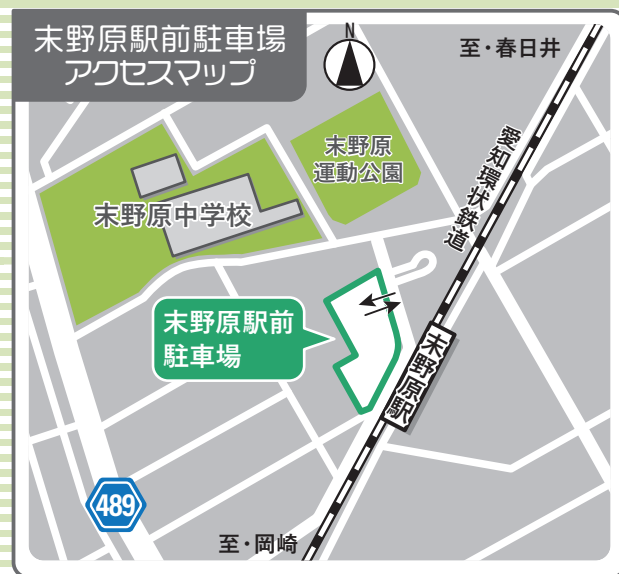 末野原駅前駐車場
アクセスマップ
N
至・春日井
末野原
運動公園
愛知環状鉄道
末野原中学校
末野原駅前
駐車場
末野原駅
489
至・岡崎